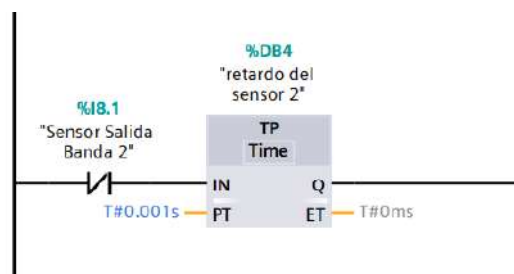 %DB4
"retardo del
sensor 2"
%I8.1
"Sensor Salida
Banda 2"
TP
Time
IN
Q
T#0.001s
PT
ET
T#0ms